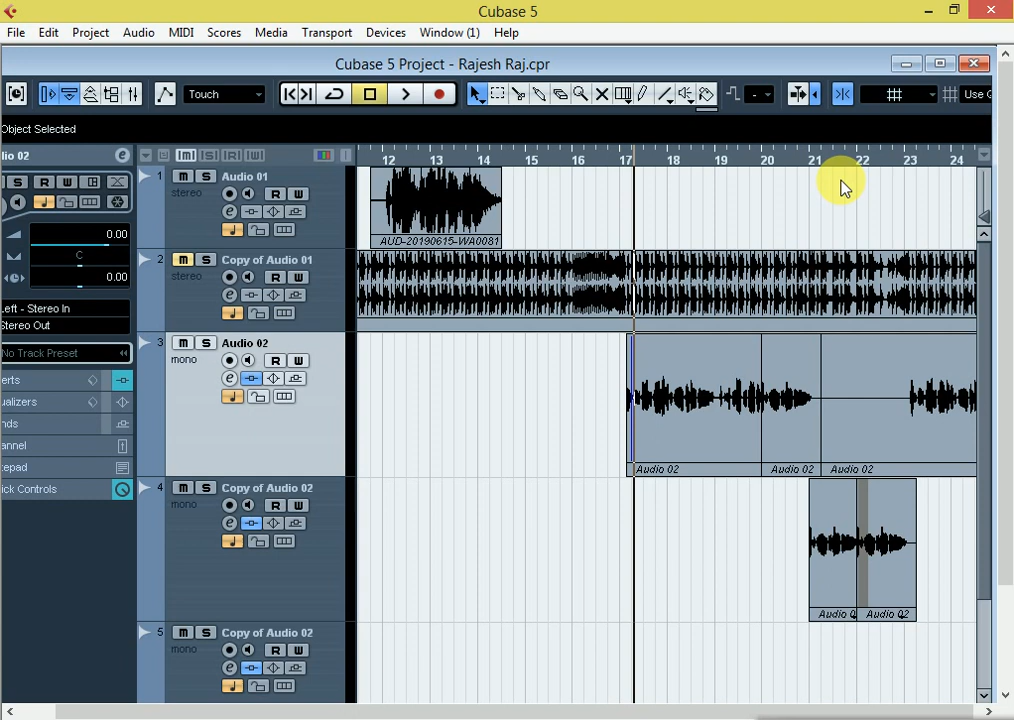 Cubase 5
File Edit Project Audio MIDI Scores Media Transport Devices Window (1) Help
Cubase 5 Project - Rajesh Raj.cpr
Touch
- Use Q
Object Selected
dio 02
[m] [S] [R] [W]
12 13 14 15 16 17 18 19 20 21 22 23 24
S R W
0.00
C
0.00
Left - Stereo In
Stereo Out
No Track Preset
erts
ualizers
nds
annel
tepad
ick Controls
1 m S Audio 01
stereo R W
e
AUD-20190615-WA0081
2 m S Copy of Audio 01
stereo R W
e
3 m S Audio 02
mono R W
e
Audio 02 Audio 02 Audio 02
4 m S Copy of Audio 02
mono R W
e
Audio 0 Audio 02
5 m S Copy of Audio 02
mono R W
e